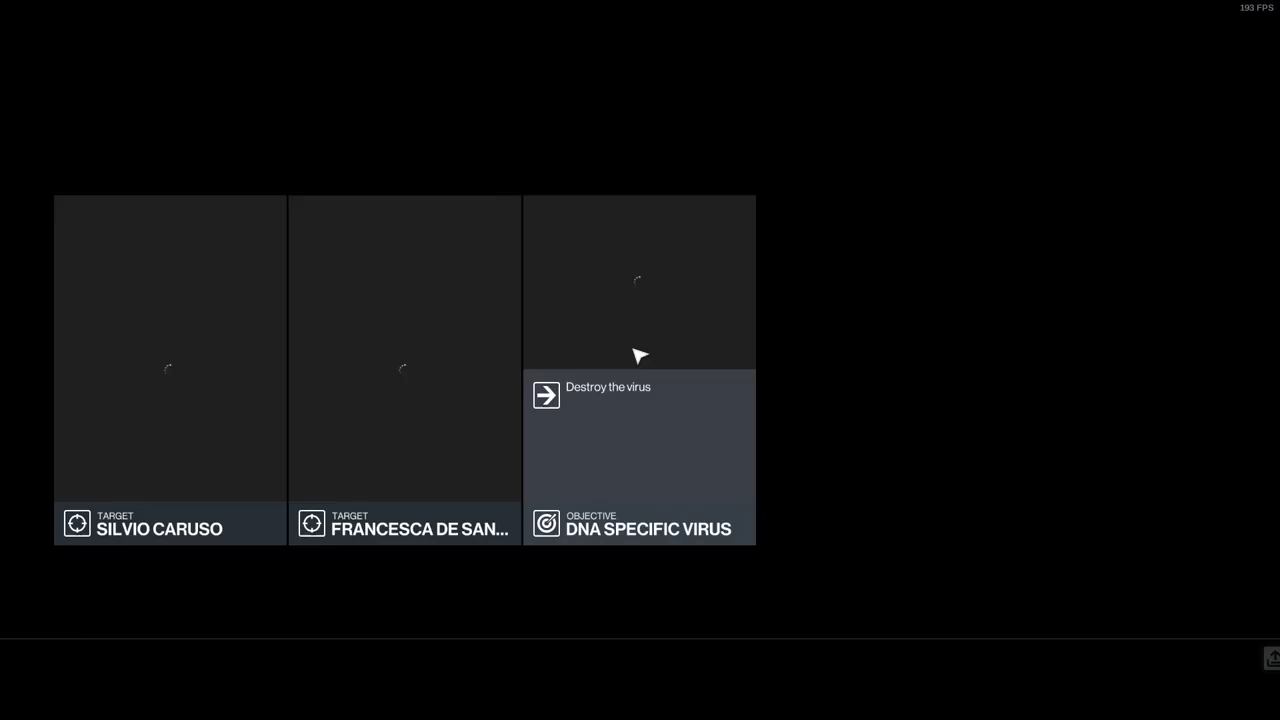 193 FPS
Destroy the virus
TARGET
SILVIO CARUSO
TARGET
FRANCESCA DE SAN...
OBJECTIVE
DNA SPECIFIC VIRUS